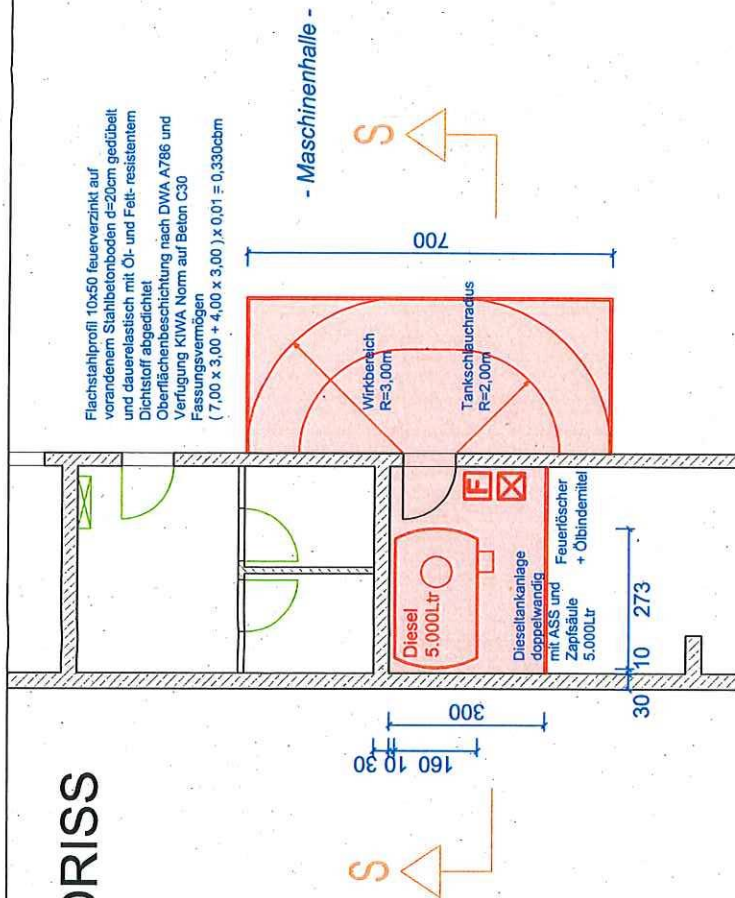 Flachstahlprofil 10x50 feuerverzinkt auf
vorandenem Stahlbetonboden d=20cm gedübelt
und dauerelastisch mit Öl- und Fett- resistentem
Dichtstoff abgedichtet
Oberflächenbeschichtung nach DWA A786 und
Verfugung KIWA Norm auf Beton C30
Fassungsvermögen
( 7,00 x 3,00 + 4,00 x 3,00 ) x 0,01 = 0,330cbm
- Maschinenhalle -
S
700
Wirkbereich
R=3,00m
Tankschlauchradius
R=2,00m
F
Diesel
5.000Ltr
Dieseltankanlage
doppelwandig
mit ASS und
Zapfsäule
5.000Ltr
Feuerlöscher
+ Ölbindemitel
30 10 273
300
30 10 160
S
RISS